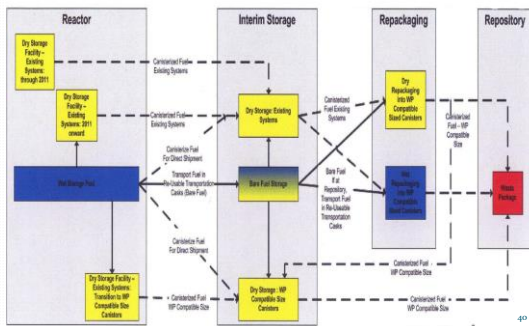 Reactor
Interim Storage
Repackaging
Repository
Dry Storage
Facility –
Existing
Systems:
through 2011
Canisterized Fuel
Existing Systems
Dry Storage
Facility –
Existing
Systems: 2011
onward
Canisterized Fuel
Existing Systems
Dry Storage: Existing
Systems
Canisterized
Fuel Existing
Systems
Dry
Repackaging
Into WP
Compatible
Sized Canisters
Canisterized
Fuel – WP
Compatible
Size
Canisterize Fuel
For Direct Shipment
Wet Storage Pool
Transport Fuel in
Re-Usable Transportation
Casks (Bare Fuel)
Bare Fuel Storage
Bare Fuel
If at
Repository,
Transport Fuel
in Re-Useable
Transportation
Casks
Wet
Repackaging
Into WP
Compatible
Sized Canisters
Waste
Package
Canisterize Fuel
For Direct Shipment
Canisterized Fuel -
WP Compatible Size
Dry Storage Facility –
Existing Systems:
Transition to WP
Compatible Size
Canisters
Canisterized Fuel
WP Compatible Size
Dry Storage: WP
Compatible Size
Canisters
Canisterized Fuel
WP Compatible Size
40